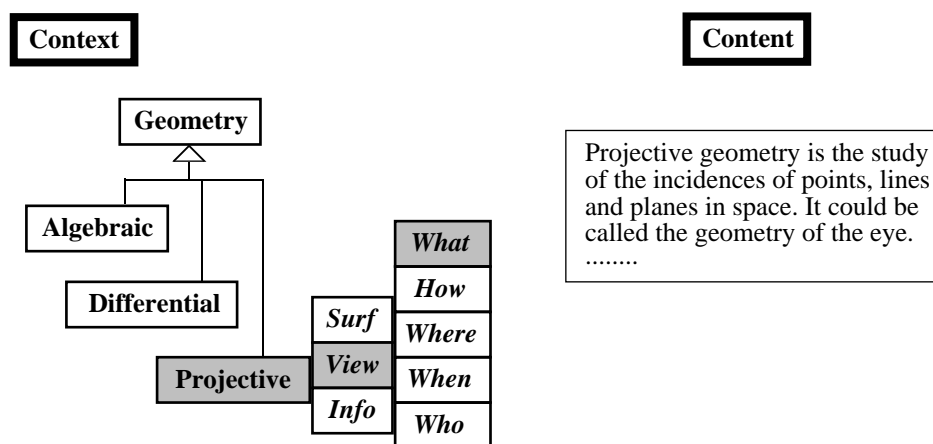 Context
Content
Geometry
Algebraic
Differential
Projective
Surf
View
Info
What
How
Where
When
Who
Projective geometry is the study
of the incidences of points, lines
and planes in space. It could be
called the geometry of the eye.
........